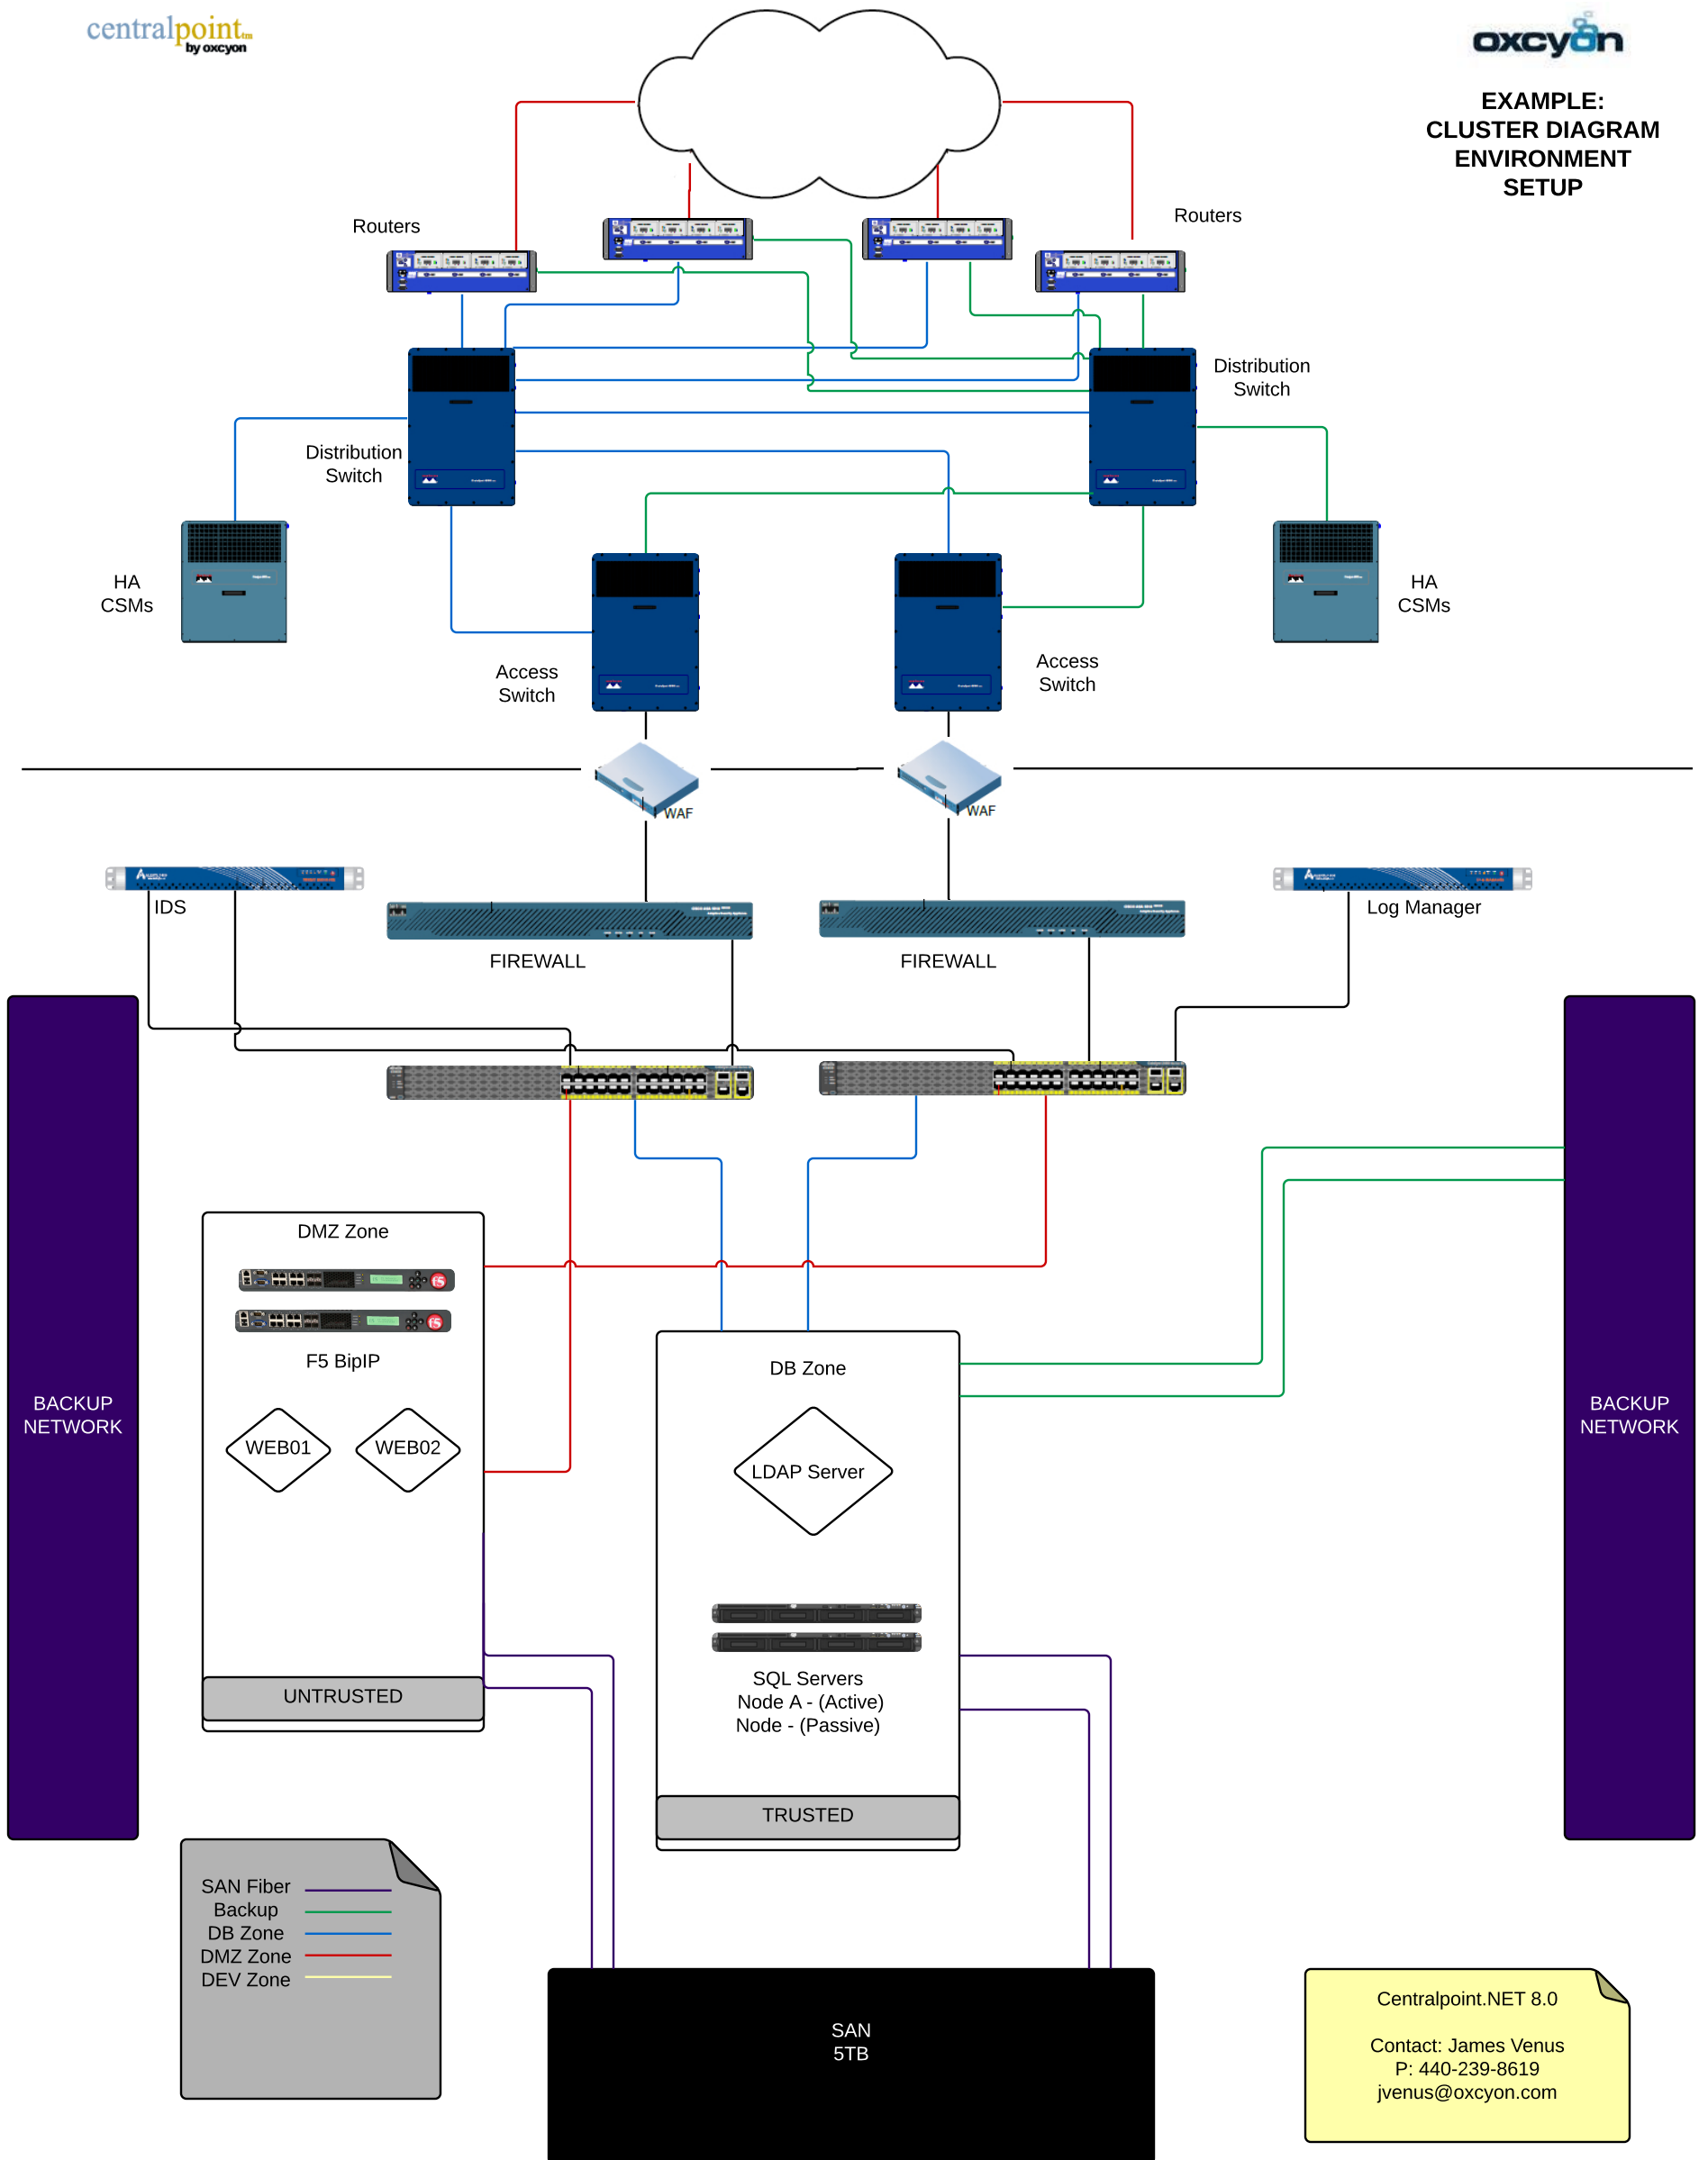 centralpoint tm
by oxcyon
oxcyon
EXAMPLE:
CLUSTER DIAGRAM
ENVIRONMENT
SETUP
Routers
Routers
Distribution
Switch
Distribution
Switch
HA
CSMs
HA
CSMs
Access
Switch
Access
Switch
WAF
WAF
IDS
Log Manager
FIREWALL
FIREWALL
DMZ Zone
f5
f5
F5 BipIP
WEB01
WEB02
DB Zone
LDAP Server
BACKUP
NETWORK
BACKUP
NETWORK
SQL Servers
Node A - (Active)
Node - (Passive)
UNTRUSTED
TRUSTED
SAN Fiber
Backup
DB Zone
DMZ Zone
DEV Zone
SAN
5TB
Centralpoint.NET 8.0
Contact: James Venus
P: 440-239-8619
jvenus@oxcyon.com